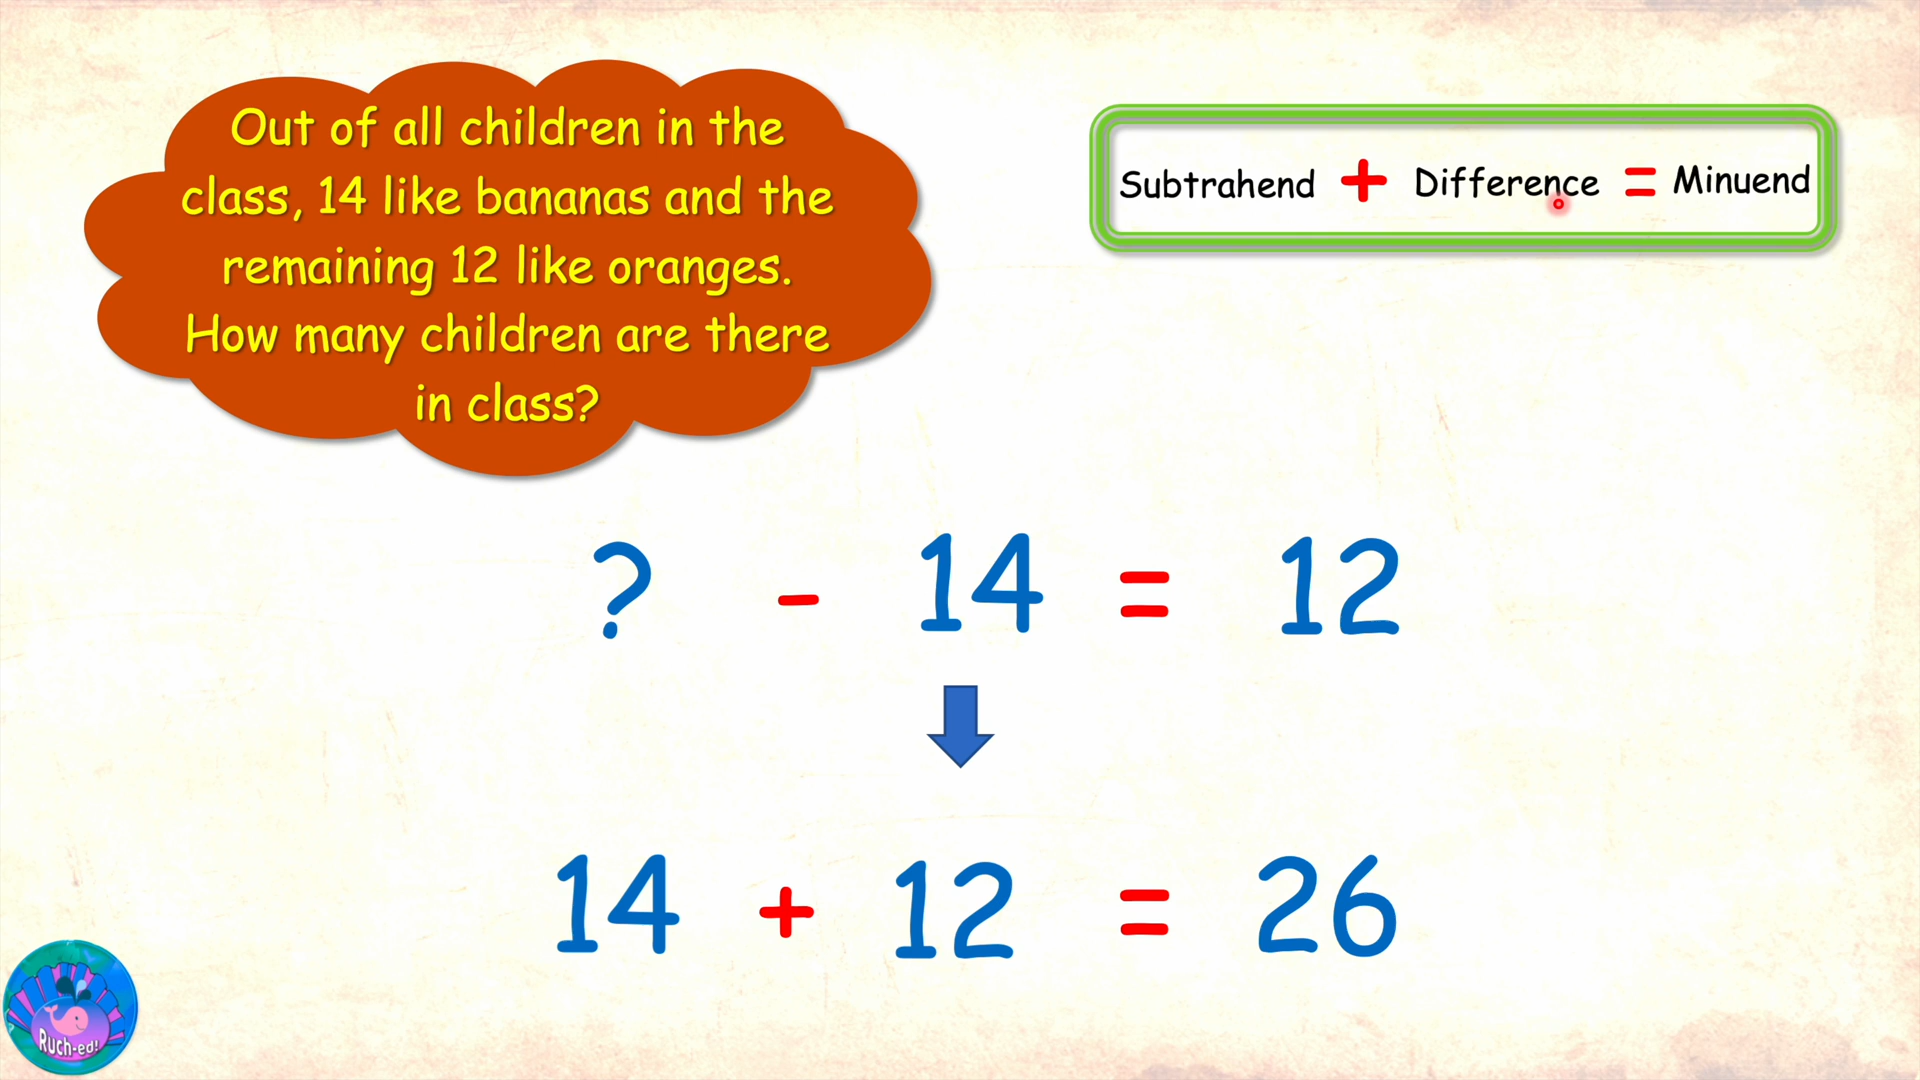 Out of all children in the
class, 14 like bananas and the
remaining 12 like oranges.
How many children are there
in class?
Subtrahend + Difference = Minuend
? - 14 = 12
14 + 12 = 26
Ruch-ed!